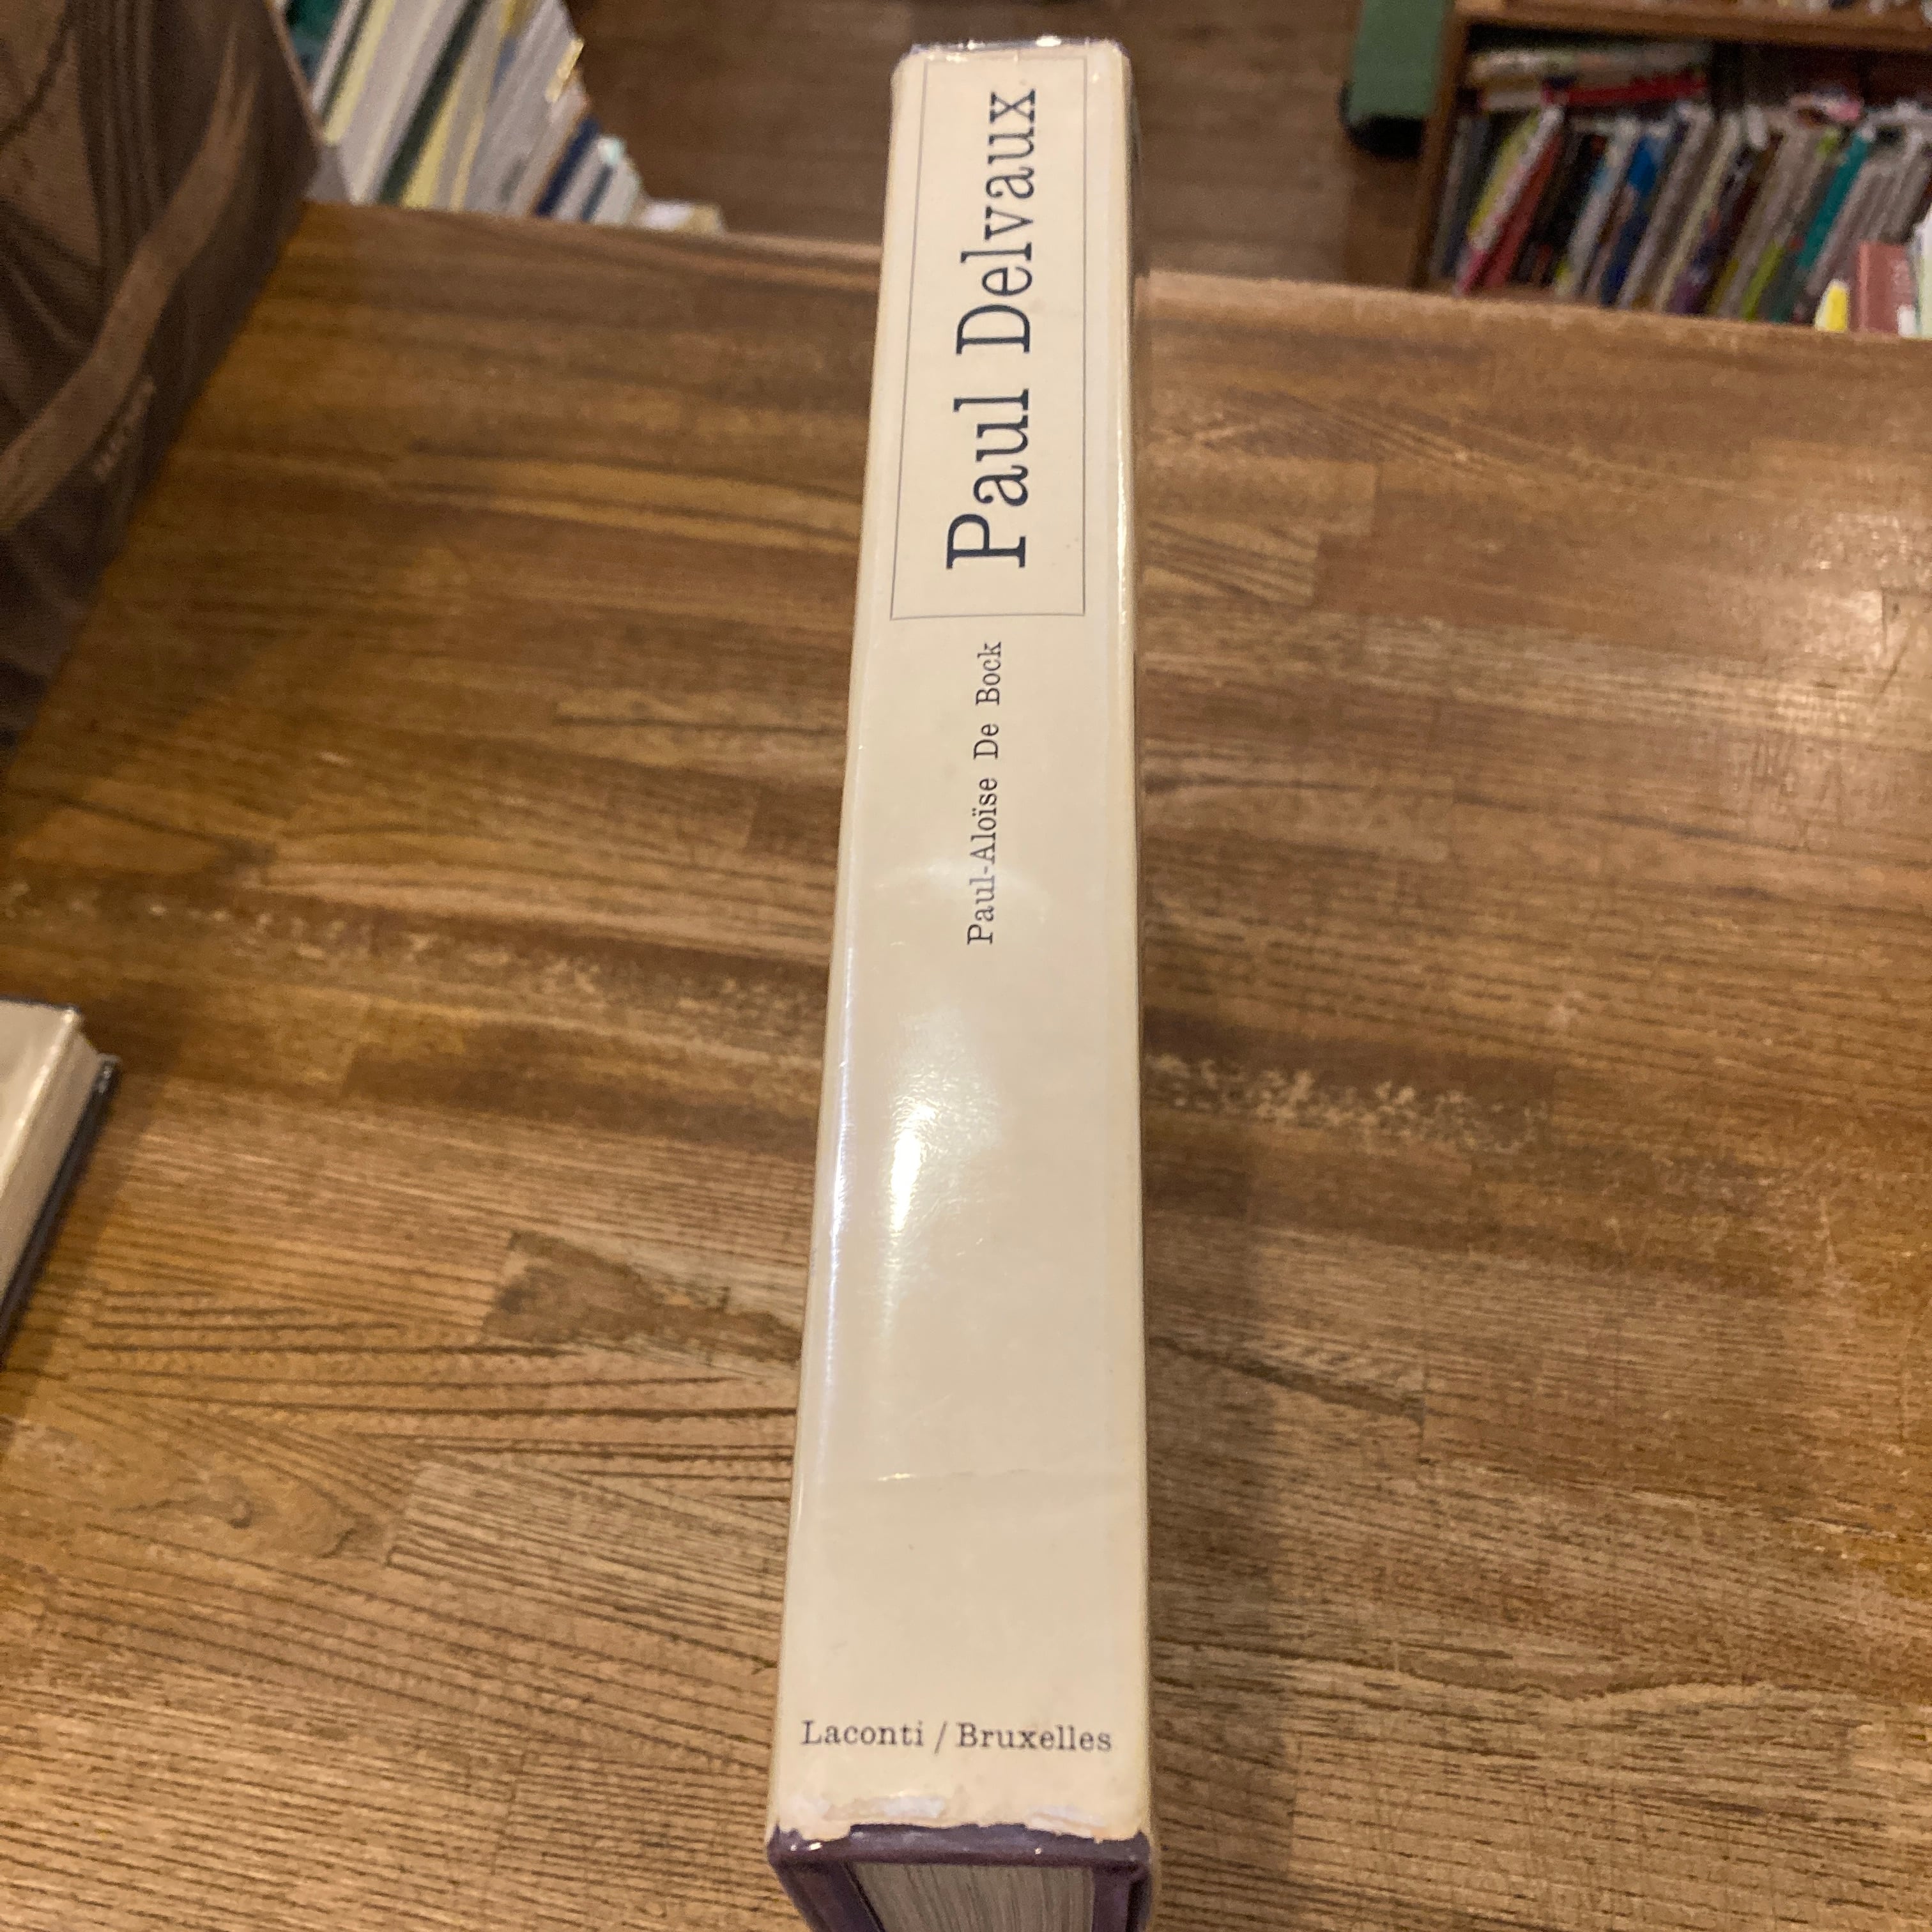 Paul Delvaux
Paul-Aloïse De Bock
Laconti / Bruxelles